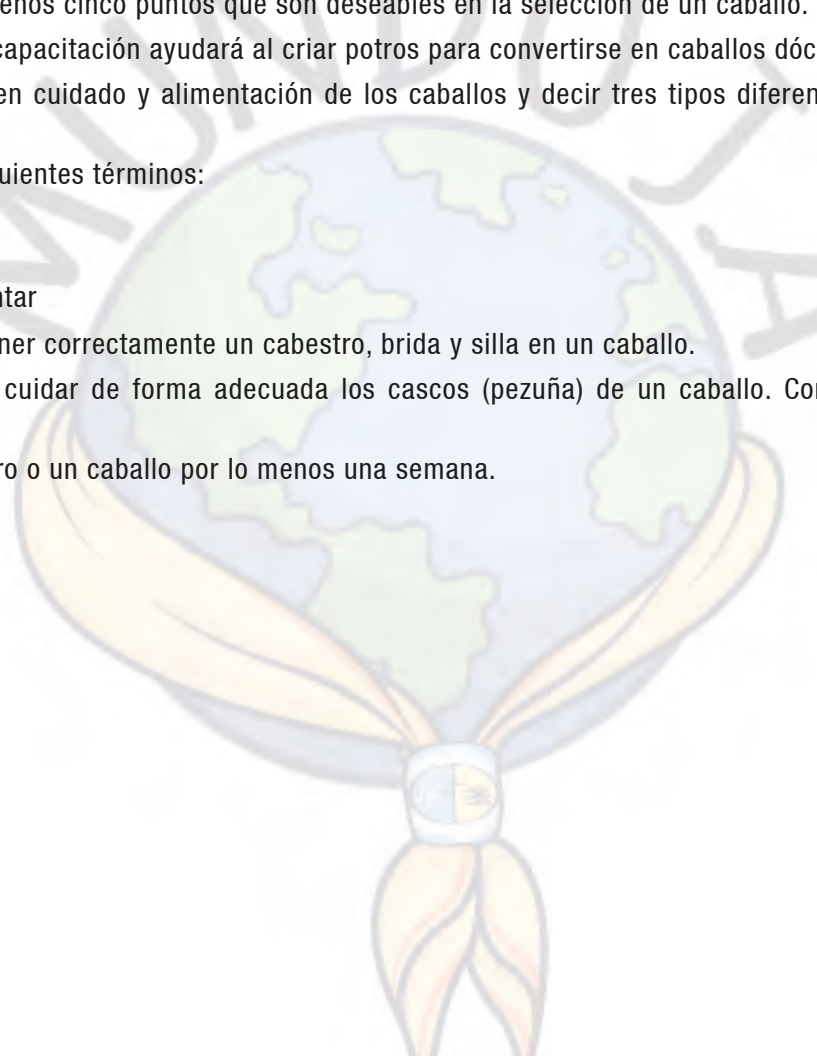 enos cinco puntos que son deseables en la selección de un caballo.
capacitación ayudará al criar potros para convertirse en caballos dóc
en cuidado y alimentación de los caballos y decir tres tipos diferen
uientes términos:
ntar
ner correctamente un cabestro, brida y silla en un caballo.
cuidar de forma adecuada los cascos (pezuña) de un caballo. Co
ro o un caballo por lo menos una semana.
MUNDO JA